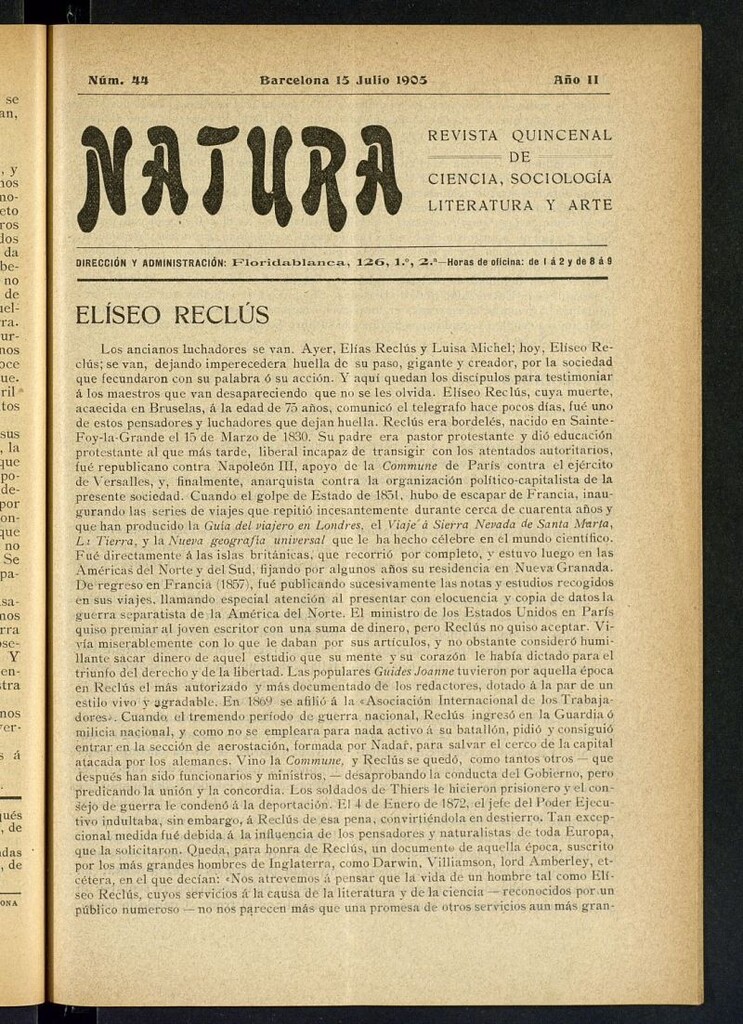 Núm. 44 Barcelona 15 Julio 1905 Año II
NATURA
REVISTA QUINCENAL
DE
CIENCIA, SOCIOLOGÍA
LITERATURA Y ARTE
DIRECCIÓN Y ADMINISTRACIÓN: Floridablanca, 126, 1.º, 2.ª—Horas de oficina: de 1 á 2 y de 8 á 9
ELÍSEO RECLÚS
Los ancianos luchadores se van. Ayer, Elías Reclús y Luisa Michel; hoy, Elíseo Re-
clús; se van, dejando imperecedera huella de su paso, gigante y creador, por la sociedad
que fecundaron con su palabra ó su acción. Y aquí quedan los discípulos para testimoniar
á los maestros que van desapareciendo que no se les olvida. Elíseo Reclús, cuya muerte,
acaecida en Bruselas, á la edad de 75 años, comunicó el telegrafo hace pocos días, fué uno
de estos pensadores y luchadores que dejan huella. Reclús era bordelés, nacido en Sainte-
Foy-la-Grande el 15 de Marzo de 1830. Su padre era pastor protestante y dió educación
protestante al que más tarde, liberal incapaz de transigir con los atentados autoritarios,
fué republicano contra Napoleón III, apoyo de la Commune de París contra el ejército
de Versalles, y, finalmente, anarquista contra la organización político-capitalista de la
presente sociedad. Cuando el golpe de Estado de 1851, hubo de escapar de Francia, inau-
gurando las series de viajes que repitió incesantemente durante cerca de cuarenta años y
que han producido la Guía del viajero en Londres, el Viaje á Sierra Nevada de Santa Marta,
La Tierra, y la Nueva geografía universal que le ha hecho célebre en el mundo científico.
Fué directamente á las islas británicas, que recorrió por completo, y estuvo luego en las
Américas del Norte y del Sud, fijando por algunos años su residencia en Nueva Granada.
De regreso en Francia (1857), fué publicando sucesivamente las notas y estudios recogidos
en sus viajes, llamando especial atención al presentar con elocuencia y copia de datos la
guerra separatista de la América del Norte. El ministro de los Estados Unidos en París
quiso premiar al joven escritor con una suma de dinero, pero Reclús no quiso aceptar. Vi-
vía miserablemente con lo que le daban por sus artículos, y no obstante consideró humi-
llante sacar dinero de aquel estudio que su mente y su corazón le había dictado para el
triunfo del derecho y de la libertad. Las populares Guides Joanne tuvieron por aquella época
en Reclús el más autorizado y más documentado de los redactores, dotado á la par de un
estilo vivo y agradable. En 1869 se afilió á la «Asociación Internacional de los Trabaja-
dores». Cuando el tremendo período de guerra nacional, Reclús ingresó en la Guardia ó
milicia nacional, y como no se empleara para nada activo á su batallón, pidió y consiguió
entrar en la sección de aerostación, formada por Nadar, para salvar el cerco de la capital
atacada por los alemanes. Vino la Commune, y Reclús se quedó, como tantos otros — que
después han sido funcionarios y ministros, — desaprobando la conducta del Gobierno, pero
predicando la unión y la concordia. Los soldados de Thiers le hicieron prisionero y el con-
sejo de guerra le condenó á la deportación. El 4 de Enero de 1872, el jefe del Poder Ejecu-
tivo indultaba, sin embargo, á Reclús de esa pena, convirtiéndola en destierro. Tan excep-
cional medida fué debida á la influencia de los pensadores y naturalistas de toda Europa,
que la solicitaron. Queda, para honra de Reclús, un documento de aquella época, suscrito
por los más grandes hombres de Inglaterra, como Darwin, Villiamson, lord Amberley, et-
cétera, en el que decían: «Nos atrevemos á pensar que la vida de un hombre tal como Elí-
seo Reclús, cuyos servicios á la causa de la literatura y de la ciencia — reconocidos por un
público numeroso — no nos parecen más que una promesa de otros servicios aun más gran-